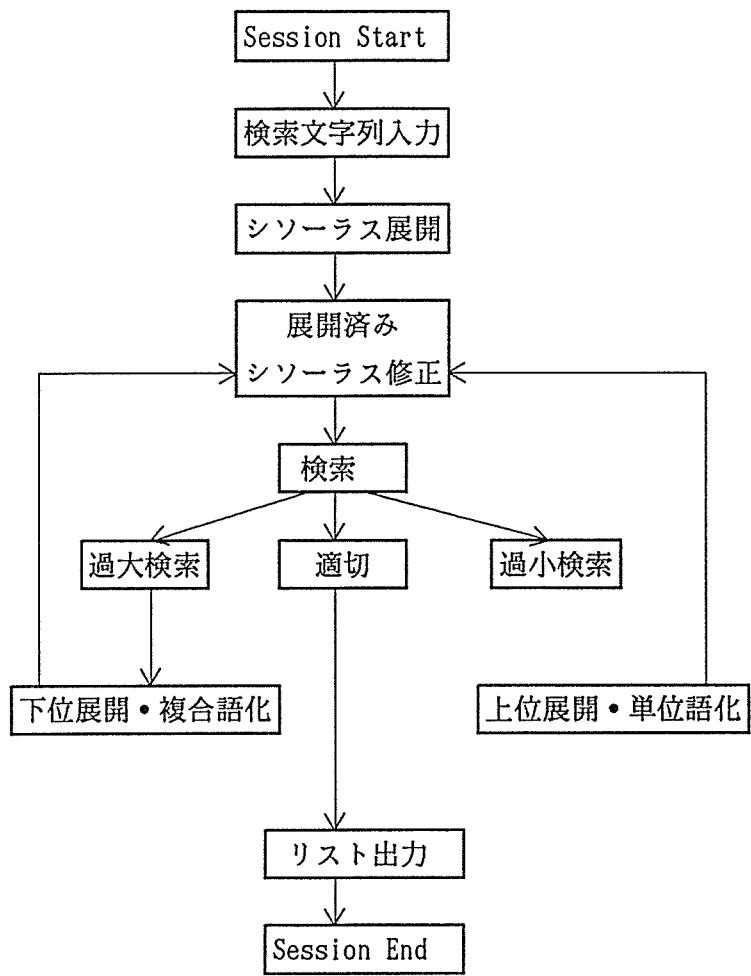 Session Start
検索文字列入力
シソーラス展開
展開済み
シソーラス修正
検索
過大検索
適切
過小検索
下位展開・複合語化
上位展開・単位語化
リスト出力
Session End